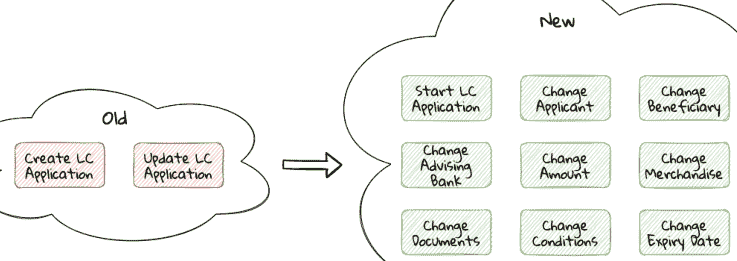 New
Old
Start LC
Application
Change
Applicant
Change
Beneficiary
Create LC
Application
Update LC
Application
Change
Advising
Bank
Change
Amount
Change
Merchandise
Change
Documents
Change
Conditions
Change
Expiry Date